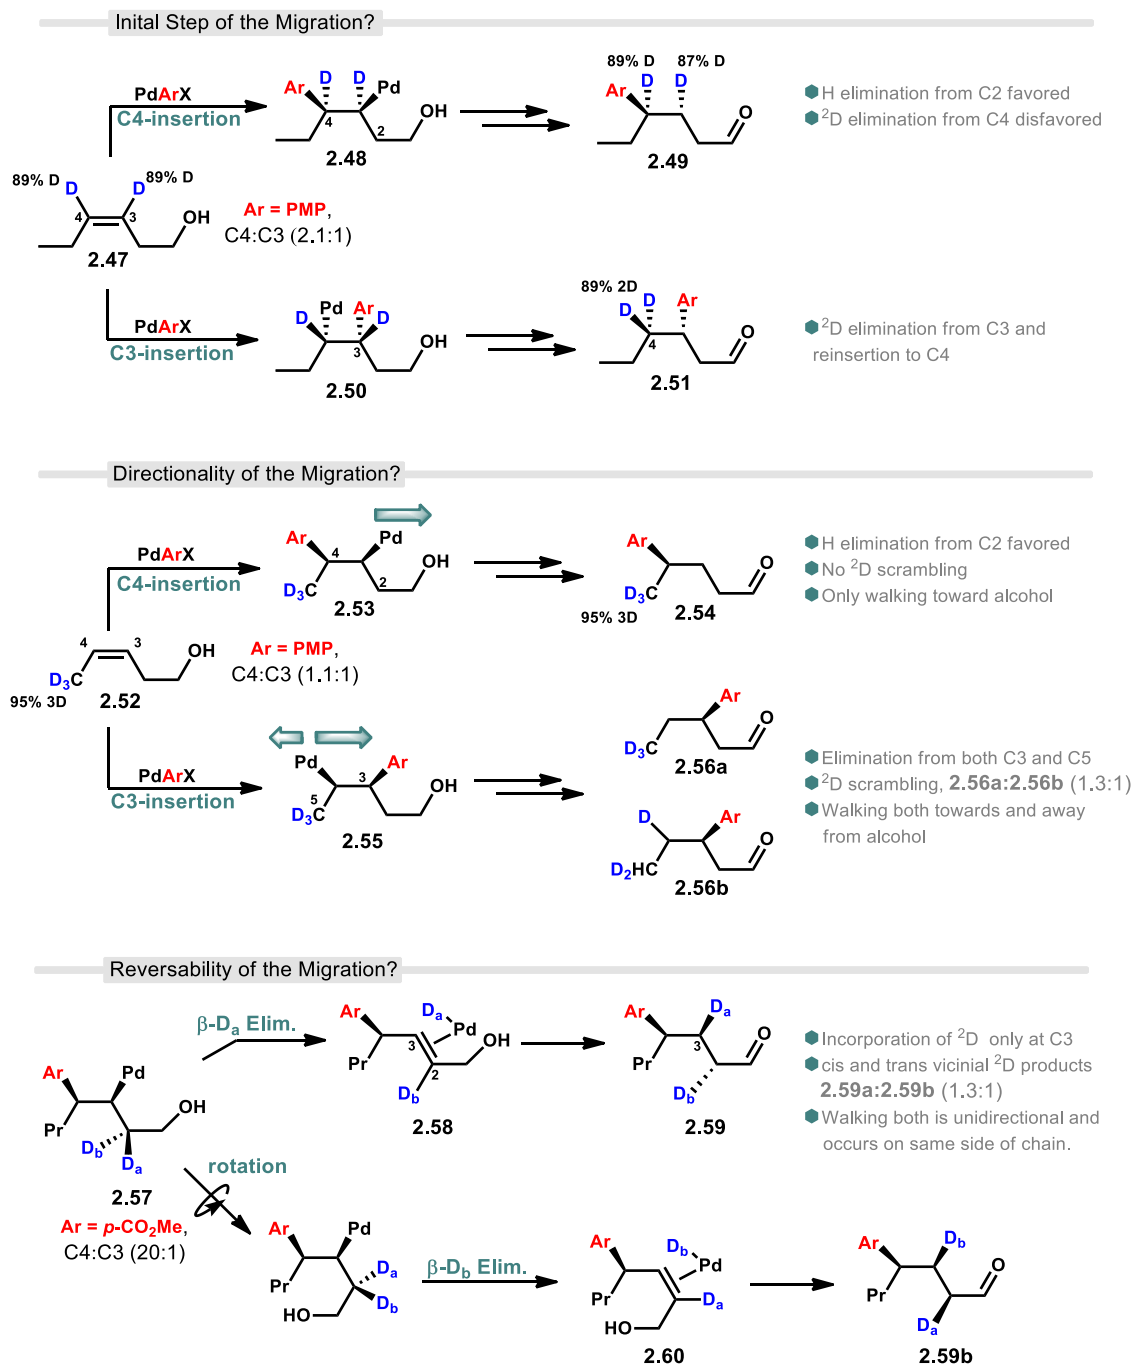 Inital Step of the Migration?
PdArX
C4-insertion
Ar D D Pd
4 2
OH
2.48
89% D 87% D
Ar D D
O
2.49
H elimination from C2 favored
²D elimination from C4 disfavored
89% D 89% D
D D
4 3
OH
2.47
Ar = PMP,
C4:C3 (2.1:1)
PdArX
C3-insertion
Pd Ar
D D
3
OH
2.50
89% 2D
D D Ar
4
O
2.51
²D elimination from C3 and
reinsertion to C4
Directionality of the Migration?
PdArX
C4-insertion
Ar Pd
4 2
OH
D₃C
2.53
Ar
O
D₃C
95% 3D
2.54
H elimination from C2 favored
No ²D scrambling
Only walking toward alcohol
4 3
OH
D₃C
95% 3D
2.52
Ar = PMP,
C4:C3 (1.1:1)
PdArX
C3-insertion
Pd Ar
3
5
OH
D₃C
2.55
Ar
O
D₃C
2.56a
D Ar
O
D₂HC
2.56b
Elimination from both C3 and C5
²D scrambling, 2.56a:2.56b (1.3:1)
Walking both towards and away
from alcohol
Reversability of the Migration?
β-Dₐ Elim.
Ar Pd
OH
Pr
D_b Dₐ
2.57
Ar = p-CO₂Me,
C4:C3 (20:1)
Ar Dₐ Pd
OH
3
Pr 2
D_b
2.58
Ar Dₐ
O
3
Pr
D_b
2.59
Incorporation of ²D only at C3
cis and trans vicinial ²D products
2.59a:2.59b (1.3:1)
Walking both is unidirectional and
occurs on same side of chain.
rotation
Ar Pd
Pr Dₐ
D_b
HO
β-D_b Elim.
Ar D_b Pd
Pr Dₐ
HO
2.60
Ar D_b
O
Pr
Dₐ
2.59b